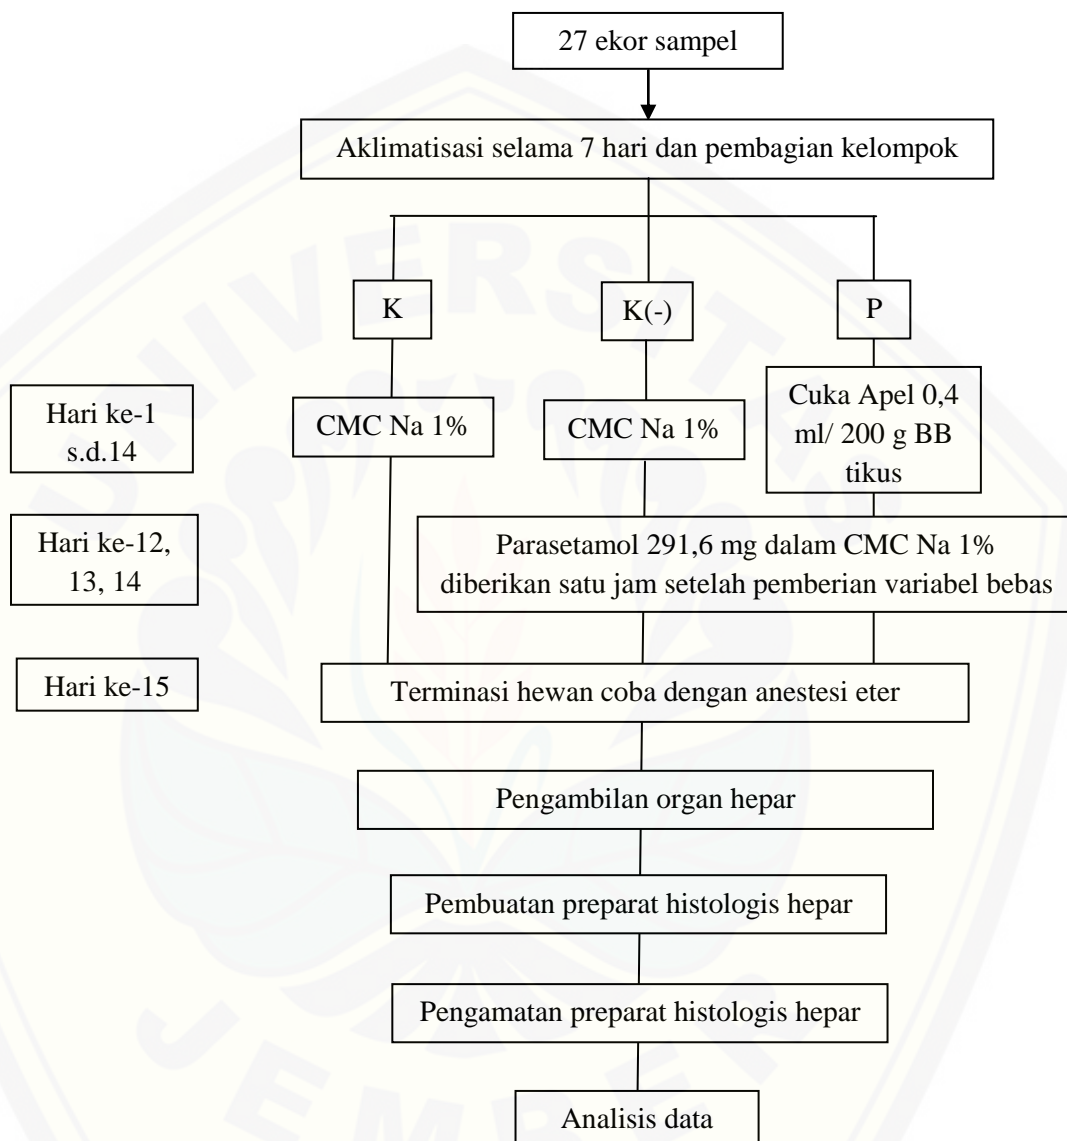 27 ekor sampel
Aklimatisasi selama 7 hari dan pembagian kelompok
K
K(-)
P
Hari ke-1
s.d.14
CMC Na 1%
CMC Na 1%
Cuka Apel 0,4
ml/ 200 g BB
tikus
Hari ke-12,
13, 14
Parasetamol 291,6 mg dalam CMC Na 1%
diberikan satu jam setelah pemberian variabel bebas
Hari ke-15
Terminasi hewan coba dengan anestesi eter
Pengambilan organ hepar
Pembuatan preparat histologis hepar
Pengamatan preparat histologis hepar
Analisis data
UNIVERSITAS
JEMBER